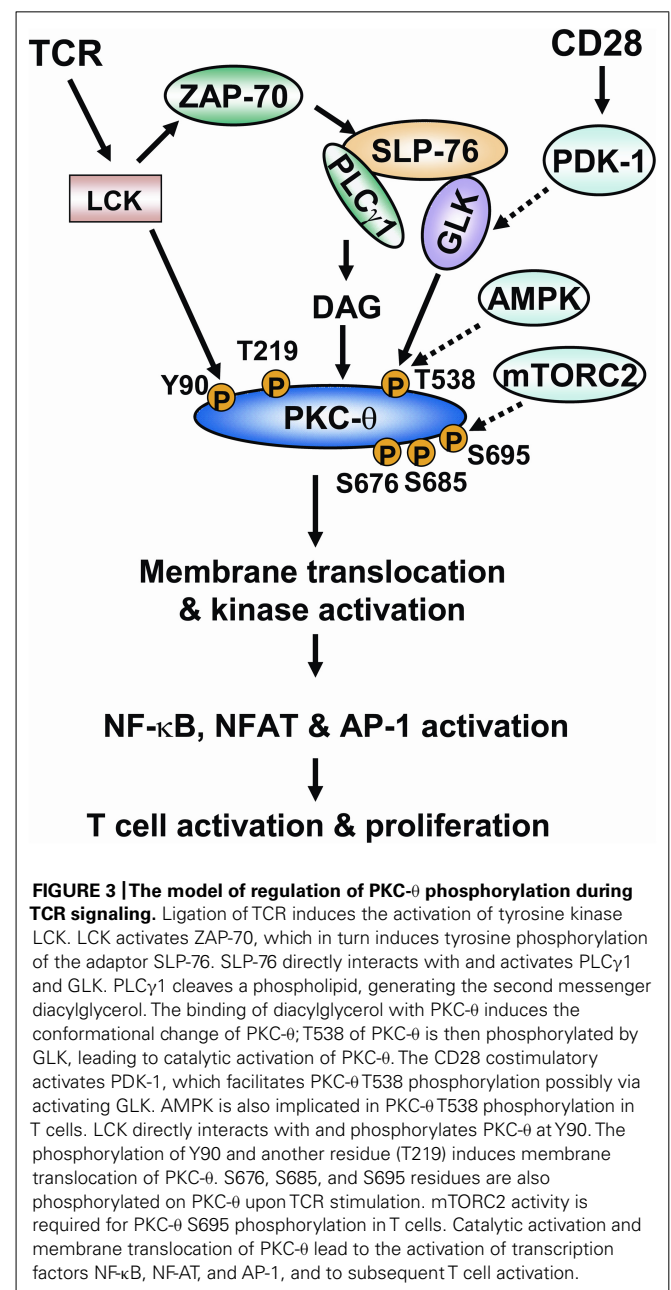 TCR
CD28
ZAP-70
SLP-76
PDK-1
LCK
PLCγ1
GLK
DAG
AMPK
T219
Y90
T538
mTORC2
P
P
P
PKC-θ
P
P
P
S695
S676 S685
Membrane translocation
& kinase activation
NF-κB, NFAT & AP-1 activation
T cell activation & proliferation
FIGURE 3 | The model of regulation of PKC-θ phosphorylation during
TCR signaling. Ligation of TCR induces the activation of tyrosine kinase
LCK. LCK activates ZAP-70, which in turn induces tyrosine phosphorylation
of the adaptor SLP-76. SLP-76 directly interacts with and activates PLCγ1
and GLK. PLCγ1 cleaves a phospholipid, generating the second messenger
diacylglycerol. The binding of diacylglycerol with PKC-θ induces the
conformational change of PKC-θ; T538 of PKC-θ is then phosphorylated by
GLK, leading to catalytic activation of PKC-θ. The CD28 costimulatory
activates PDK-1, which facilitates PKC-θ T538 phosphorylation possibly via
activating GLK. AMPK is also implicated in PKC-θ T538 phosphorylation in
T cells. LCK directly interacts with and phosphorylates PKC-θ at Y90. The
phosphorylation of Y90 and another residue (T219) induces membrane
translocation of PKC-θ. S676, S685, and S695 residues are also
phosphorylated on PKC-θ upon TCR stimulation. mTORC2 activity is
required for PKC-θ S695 phosphorylation in T cells. Catalytic activation and
membrane translocation of PKC-θ lead to the activation of transcription
factors NF-κB, NF-AT, and AP-1, and to subsequent T cell activation.